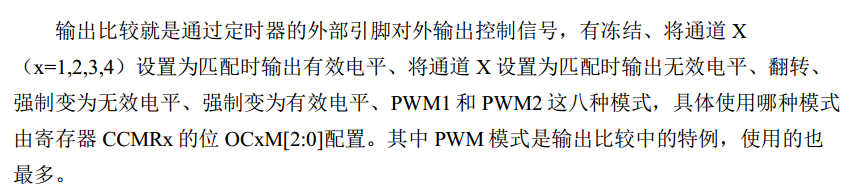 输出比较就是通过定时器的外部引脚对外输出控制信号，有冻结、将通道 X
（x=1,2,3,4）设置为匹配时输出有效电平、将通道 X 设置为匹配时输出无效电平、翻转、
强制变为无效电平、强制变为有效电平、PWM1 和 PWM2 这八种模式，具体使用哪种模式
由寄存器 CCMRx 的位 OCxM[2:0]配置。其中 PWM 模式是输出比较中的特例，使用的也
最多。